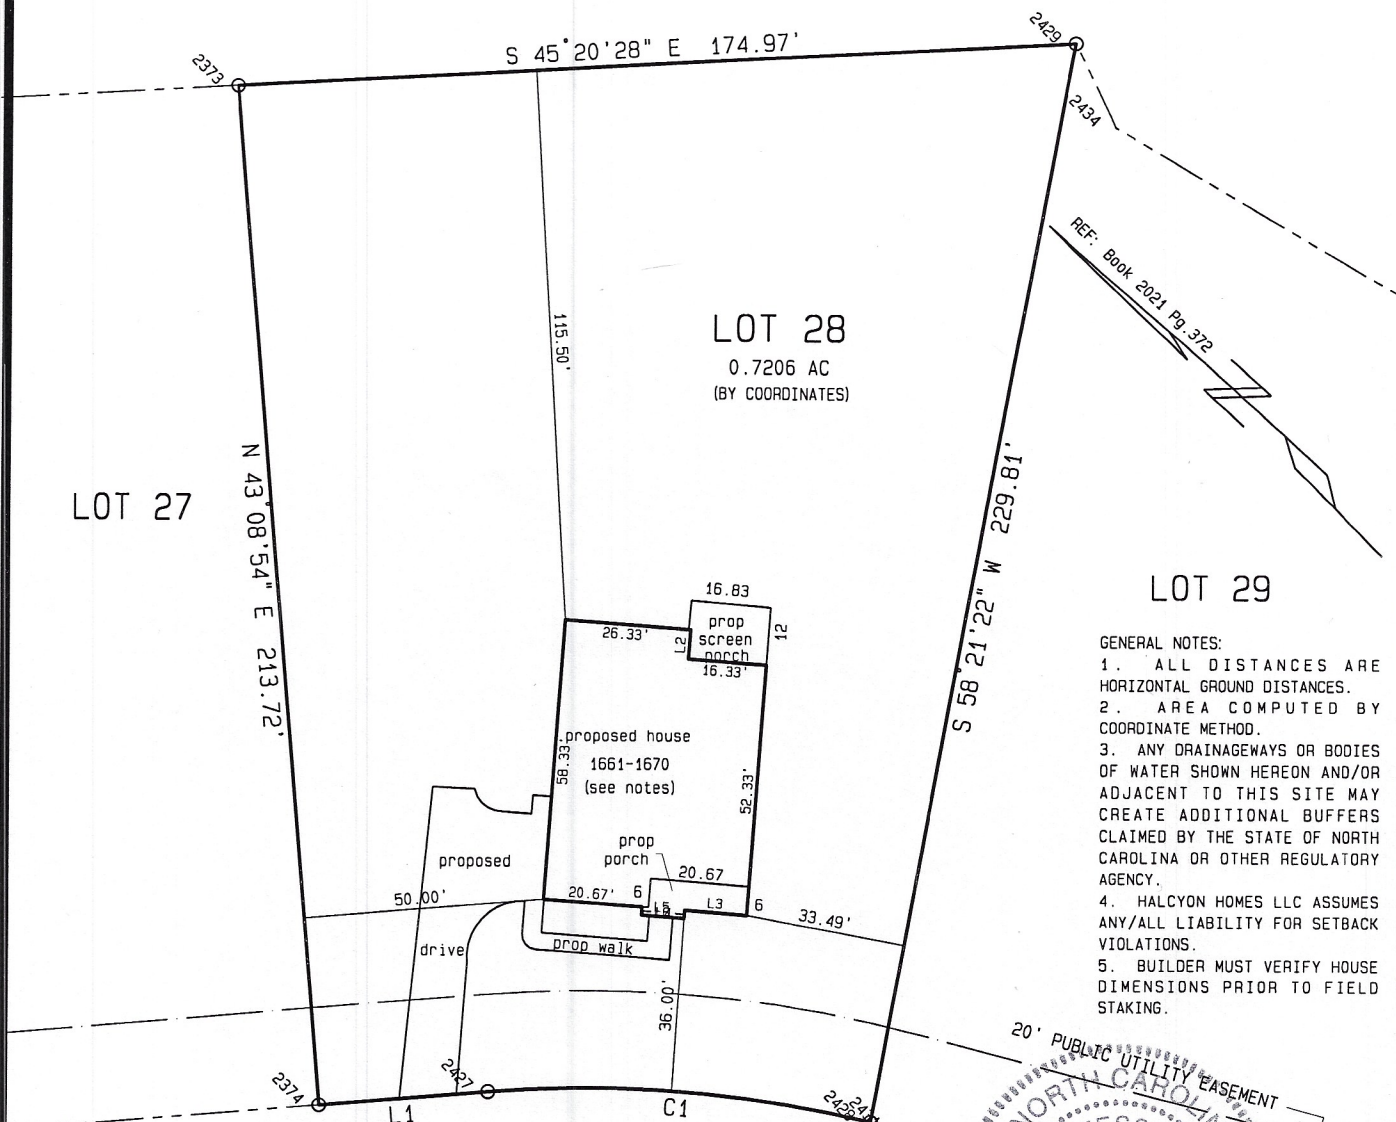 S 45°20'28" E 174.97'
2373
2429
2434
REF: Book 2021 Pg.372
LOT 28
0.7206 AC
(BY COORDINATES)
115.50'
N 43°08'54" E 213.72'
LOT 27
S 58°21'22" W 229.81'
LOT 29
GENERAL NOTES:
1. ALL DISTANCES ARE
HORIZONTAL GROUND DISTANCES.
2. AREA COMPUTED BY
COORDINATE METHOD.
3. ANY DRAINAGEWAYS OR BODIES
OF WATER SHOWN HEREON AND/OR
ADJACENT TO THIS SITE MAY
CREATE ADDITIONAL BUFFERS
CLAIMED BY THE STATE OF NORTH
CAROLINA OR OTHER REGULATORY
AGENCY.
4. HALCYON HOMES LLC ASSUMES
ANY/ALL LIABILITY FOR SETBACK
VIOLATIONS.
5. BUILDER MUST VERIFY HOUSE
DIMENSIONS PRIOR TO FIELD
STAKING.
16.83
prop
screen
porch
12
26.33'
L2
16.33'
58.33
proposed house
1661-1670
(see notes)
52.33'
prop
porch
20.67
proposed
50.00'
20.67'
6
L5
L3
6
33.49'
drive
prop walk
36.00'
20' PUBLIC UTILITY EASEMENT
NORTH CAROLINA
2374
2427
L1
C1